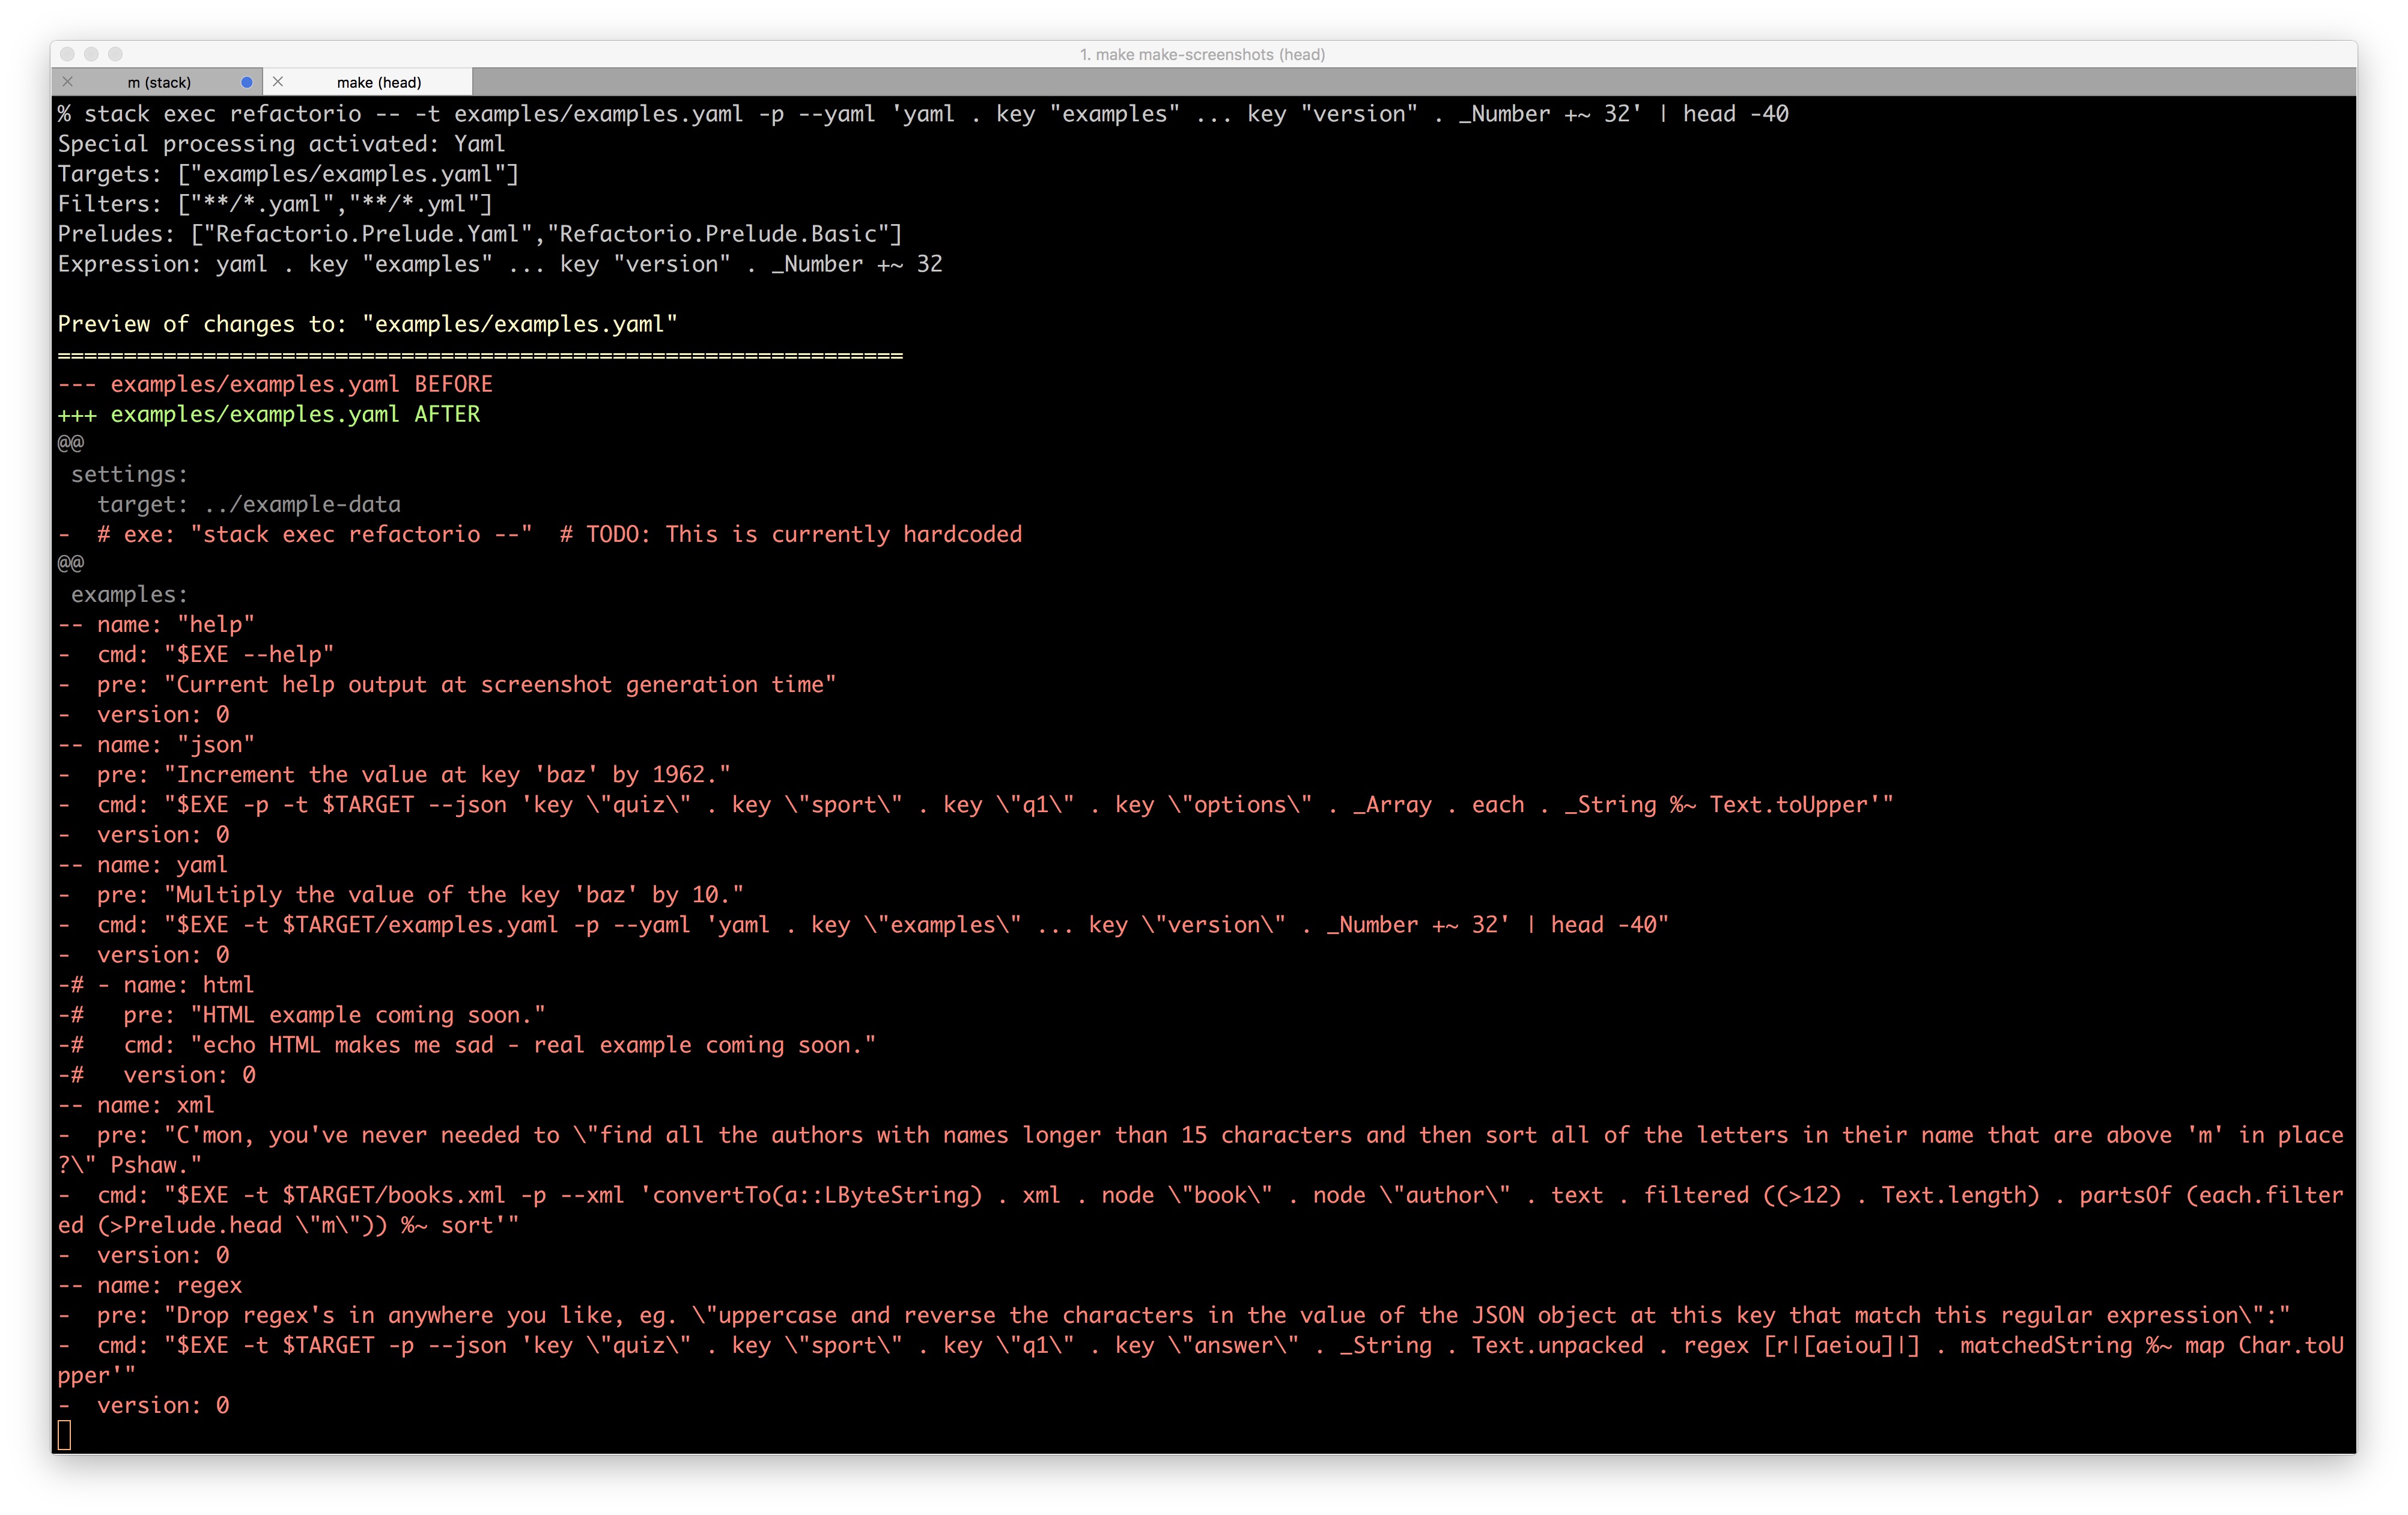 1. make make-screenshots (head)
m (stack)
make (head)
% stack exec refactorio -- -t examples/examples.yaml -p --yaml 'yaml . key "examples" ... key "version" . _Number +~ 32' | head -40
Special processing activated: Yaml
Targets: ["examples/examples.yaml"]
Filters: ["**/*.yaml","**/*.yml"]
Preludes: ["Refactorio.Prelude.Yaml","Refactorio.Prelude.Basic"]
Expression: yaml . key "examples" ... key "version" . _Number +~ 32

Preview of changes to: "examples/examples.yaml"
================================================================
--- examples/examples.yaml BEFORE
+++ examples/examples.yaml AFTER
@@
 settings:
   target: ../example-data
-  # exe: "stack exec refactorio --"  # TODO: This is currently hardcoded
@@
 examples:
-- name: "help"
-  cmd: "$EXE --help"
-  pre: "Current help output at screenshot generation time"
-  version: 0
-- name: "json"
-  pre: "Increment the value at key 'baz' by 1962."
-  cmd: "$EXE -p -t $TARGET --json 'key \"quiz\" . key \"sport\" . key \"q1\" . key \"options\" . _Array . each . _String %~ Text.toUpper'"
-  version: 0
-- name: yaml
-  pre: "Multiply the value of the key 'baz' by 10."
-  cmd: "$EXE -t $TARGET/examples.yaml -p --yaml 'yaml . key \"examples\" ... key \"version\" . _Number +~ 32' | head -40"
-  version: 0
-# - name: html
-#   pre: "HTML example coming soon."
-#   cmd: "echo HTML makes me sad - real example coming soon."
-#   version: 0
-- name: xml
-  pre: "C'mon, you've never needed to \"find all the authors with names longer than 15 characters and then sort all of the letters in their name that are above 'm' in place
?\" Pshaw."
-  cmd: "$EXE -t $TARGET/books.xml -p --xml 'convertTo(a::LByteString) . xml . node \"book\" . node \"author\" . text . filtered ((>12) . Text.length) . partsOf (each.filter
ed (>Prelude.head \"m\")) %~ sort'"
-  version: 0
-- name: regex
-  pre: "Drop regex's in anywhere you like, eg. \"uppercase and reverse the characters in the value of the JSON object at this key that match this regular expression\":"
-  cmd: "$EXE -t $TARGET -p --json 'key \"quiz\" . key \"sport\" . key \"q1\" . key \"answer\" . _String . Text.unpacked . regex [r|[aeiou]|] . matchedString %~ map Char.toU
pper'"
-  version: 0